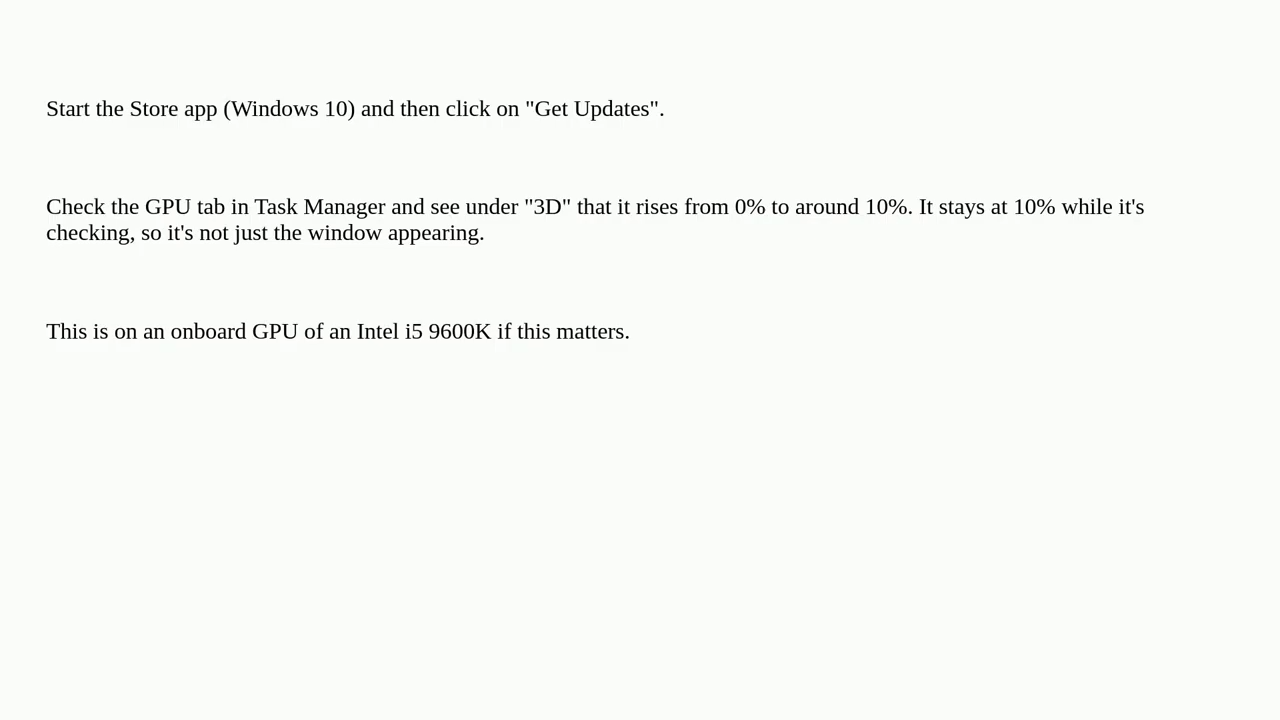 Start the Store app (Windows 10) and then click on "Get Updates".
Check the GPU tab in Task Manager and see under "3D" that it rises from 0% to around 10%. It stays at 10% while it's
checking, so it's not just the window appearing.
This is on an onboard GPU of an Intel i5 9600K if this matters.